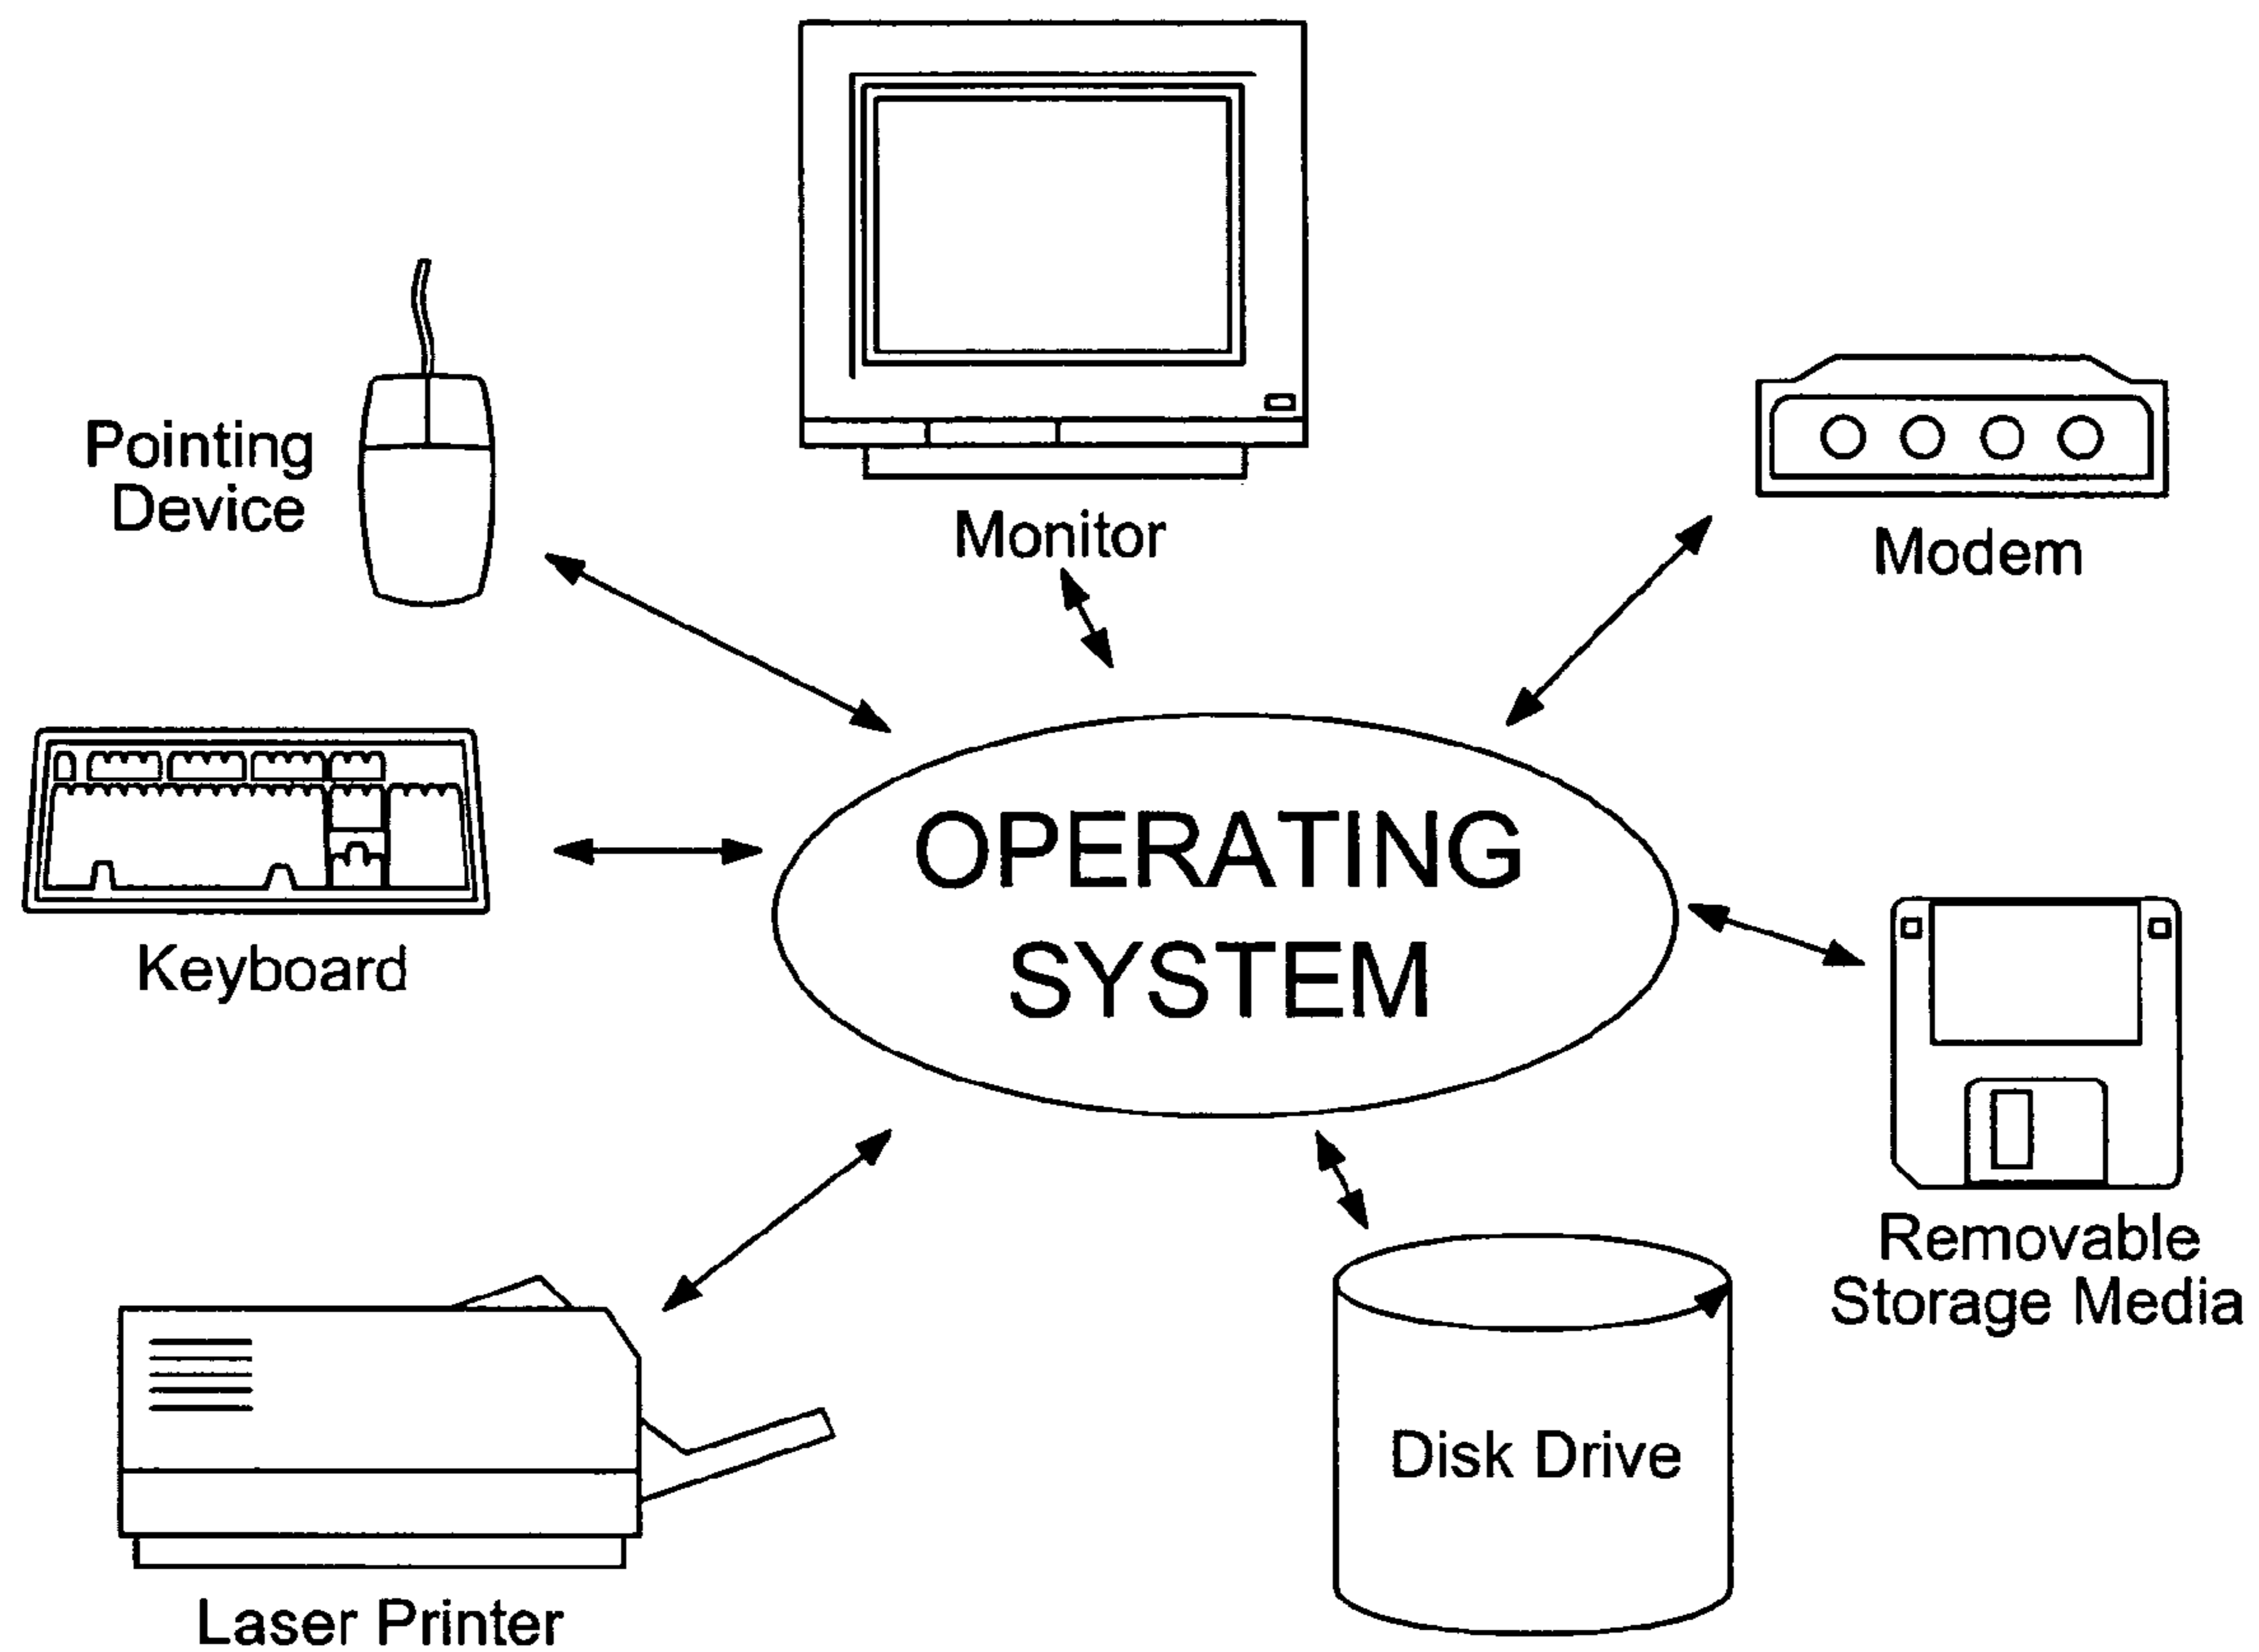 Monitor
Pointing
Device
Modem
Keyboard
OPERATING
SYSTEM
Removable
Storage Media
Disk Drive
Laser Printer